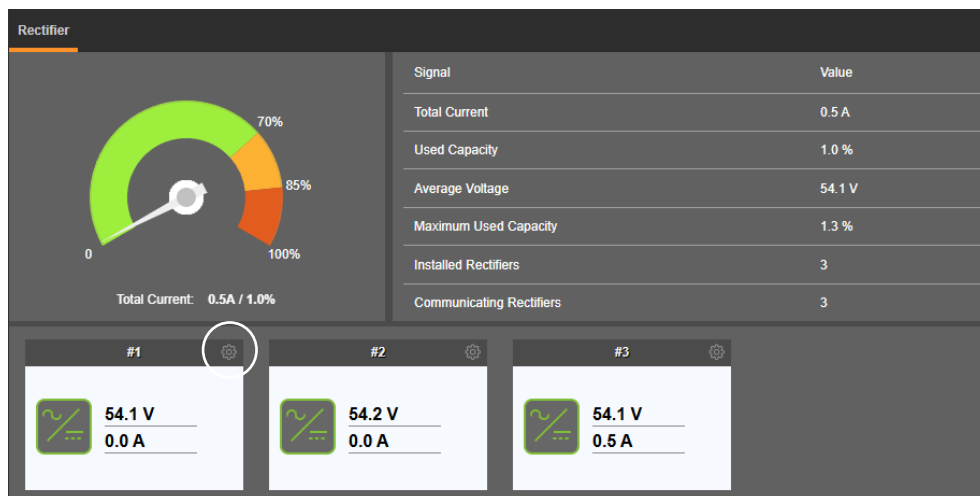 Rectifier
70%
85%
0
100%
Total Current: 0.5A / 1.0%
Signal Value
Total Current 0.5 A
Used Capacity 1.0 %
Average Voltage 54.1 V
Maximum Used Capacity 1.3 %
Installed Rectifiers 3
Communicating Rectifiers 3
#1
54.1 V
0.0 A
#2
54.2 V
0.0 A
#3
54.1 V
0.5 A